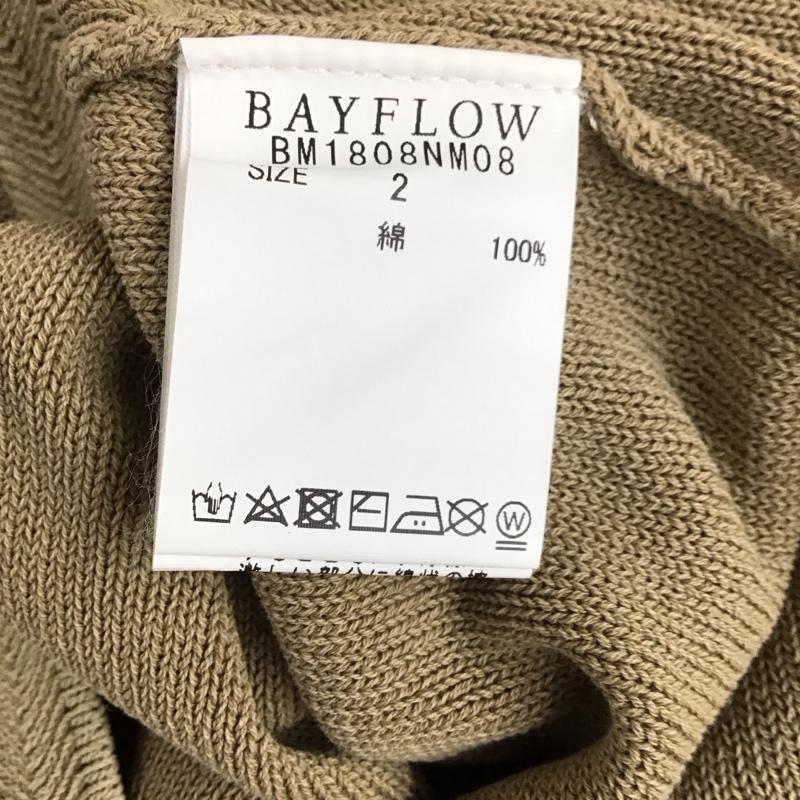 BAYFLOW
BM1808NM08
SIZE 2
綿 100%
W